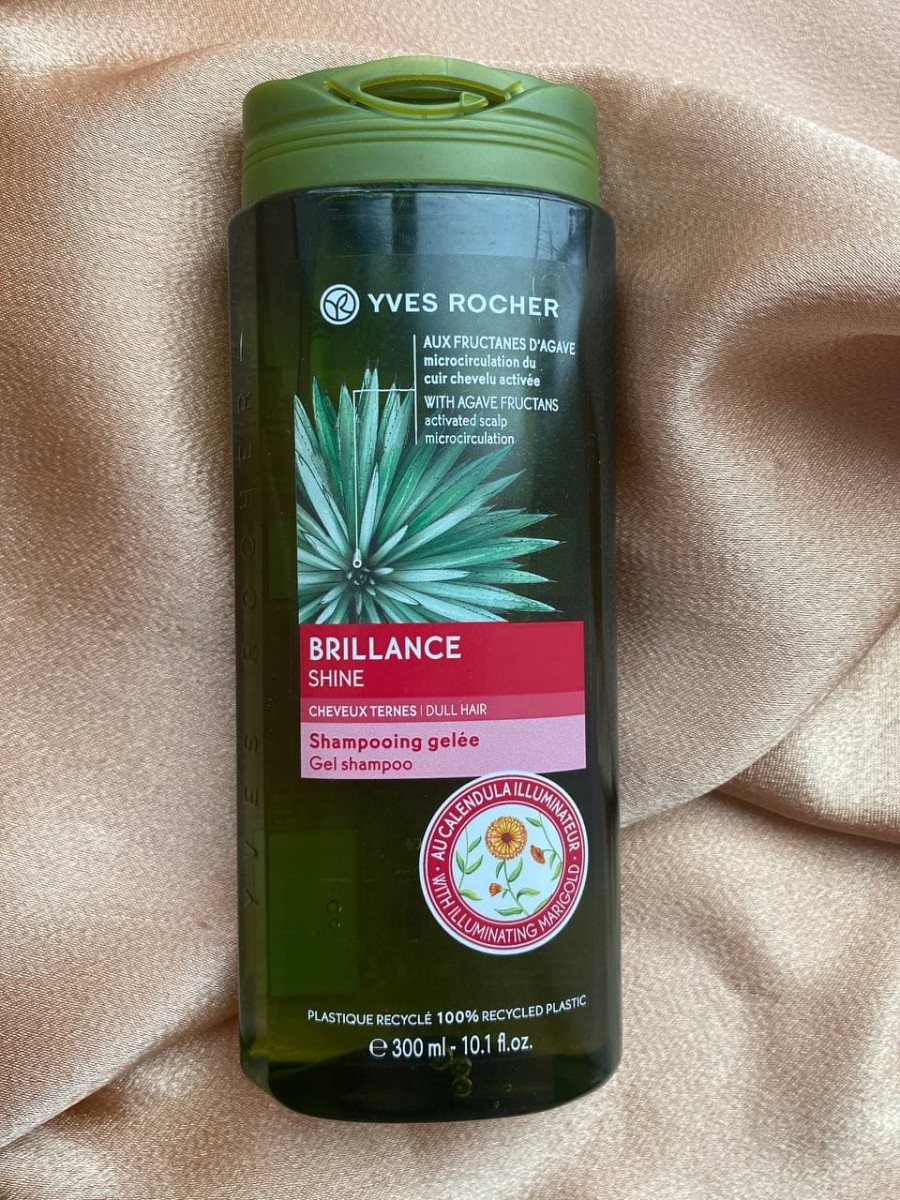 YVES ROCHER
AUX FRUCTANES D'AGAVE
microcirculation du
cuir chevelu activée
WITH AGAVE FRUCTANS
activated scalp
microcirculation
BRILLANCE
SHINE
CHEVEUX TERNES | DULL HAIR
Shampooing gelée
Gel shampoo
AU CALENDULA ILLUMINATEUR
WITH ILLUMINATING MARIGOLD
PLASTIQUE RECYCLÉ 100% RECYCLED PLASTIC
℮ 300 ml - 10.1 fl.oz.
YVES ROCHER